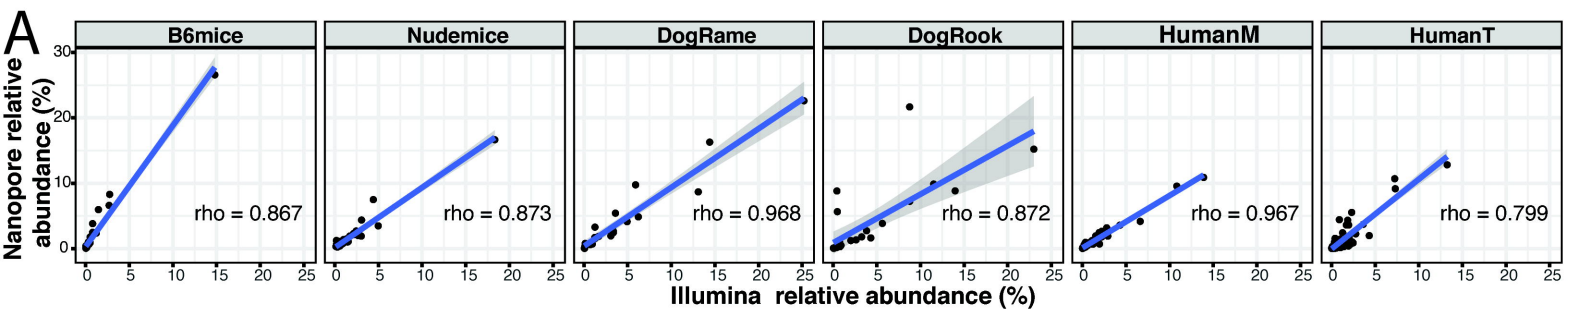 A
B6mice Nudemice DogRame DogRook HumanM HumanT
Nanopore relative
abundance (%)
30
20
10
0
rho = 0.867 rho = 0.873 rho = 0.968 rho = 0.872 rho = 0.967 rho = 0.799
0 5 10 15 20 25 0 5 10 15 20 25 0 5 10 15 20 25 0 5 10 15 20 25 0 5 10 15 20 25 0 5 10 15 20 25
Illumina relative abundance (%)